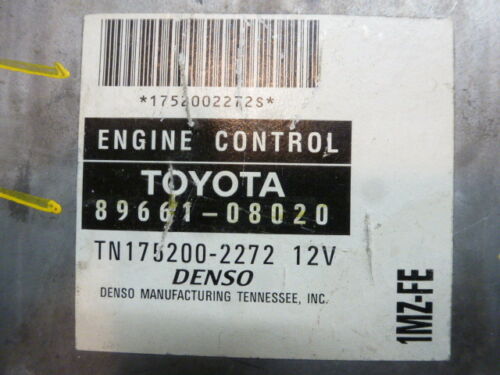 *1752002272S*
ENGINE CONTROL
TOYOTA
89661-08020
TN175200-2272 12V
DENSO
DENSO MANUFACTURING TENNESSEE, INC.
1MZ-FE